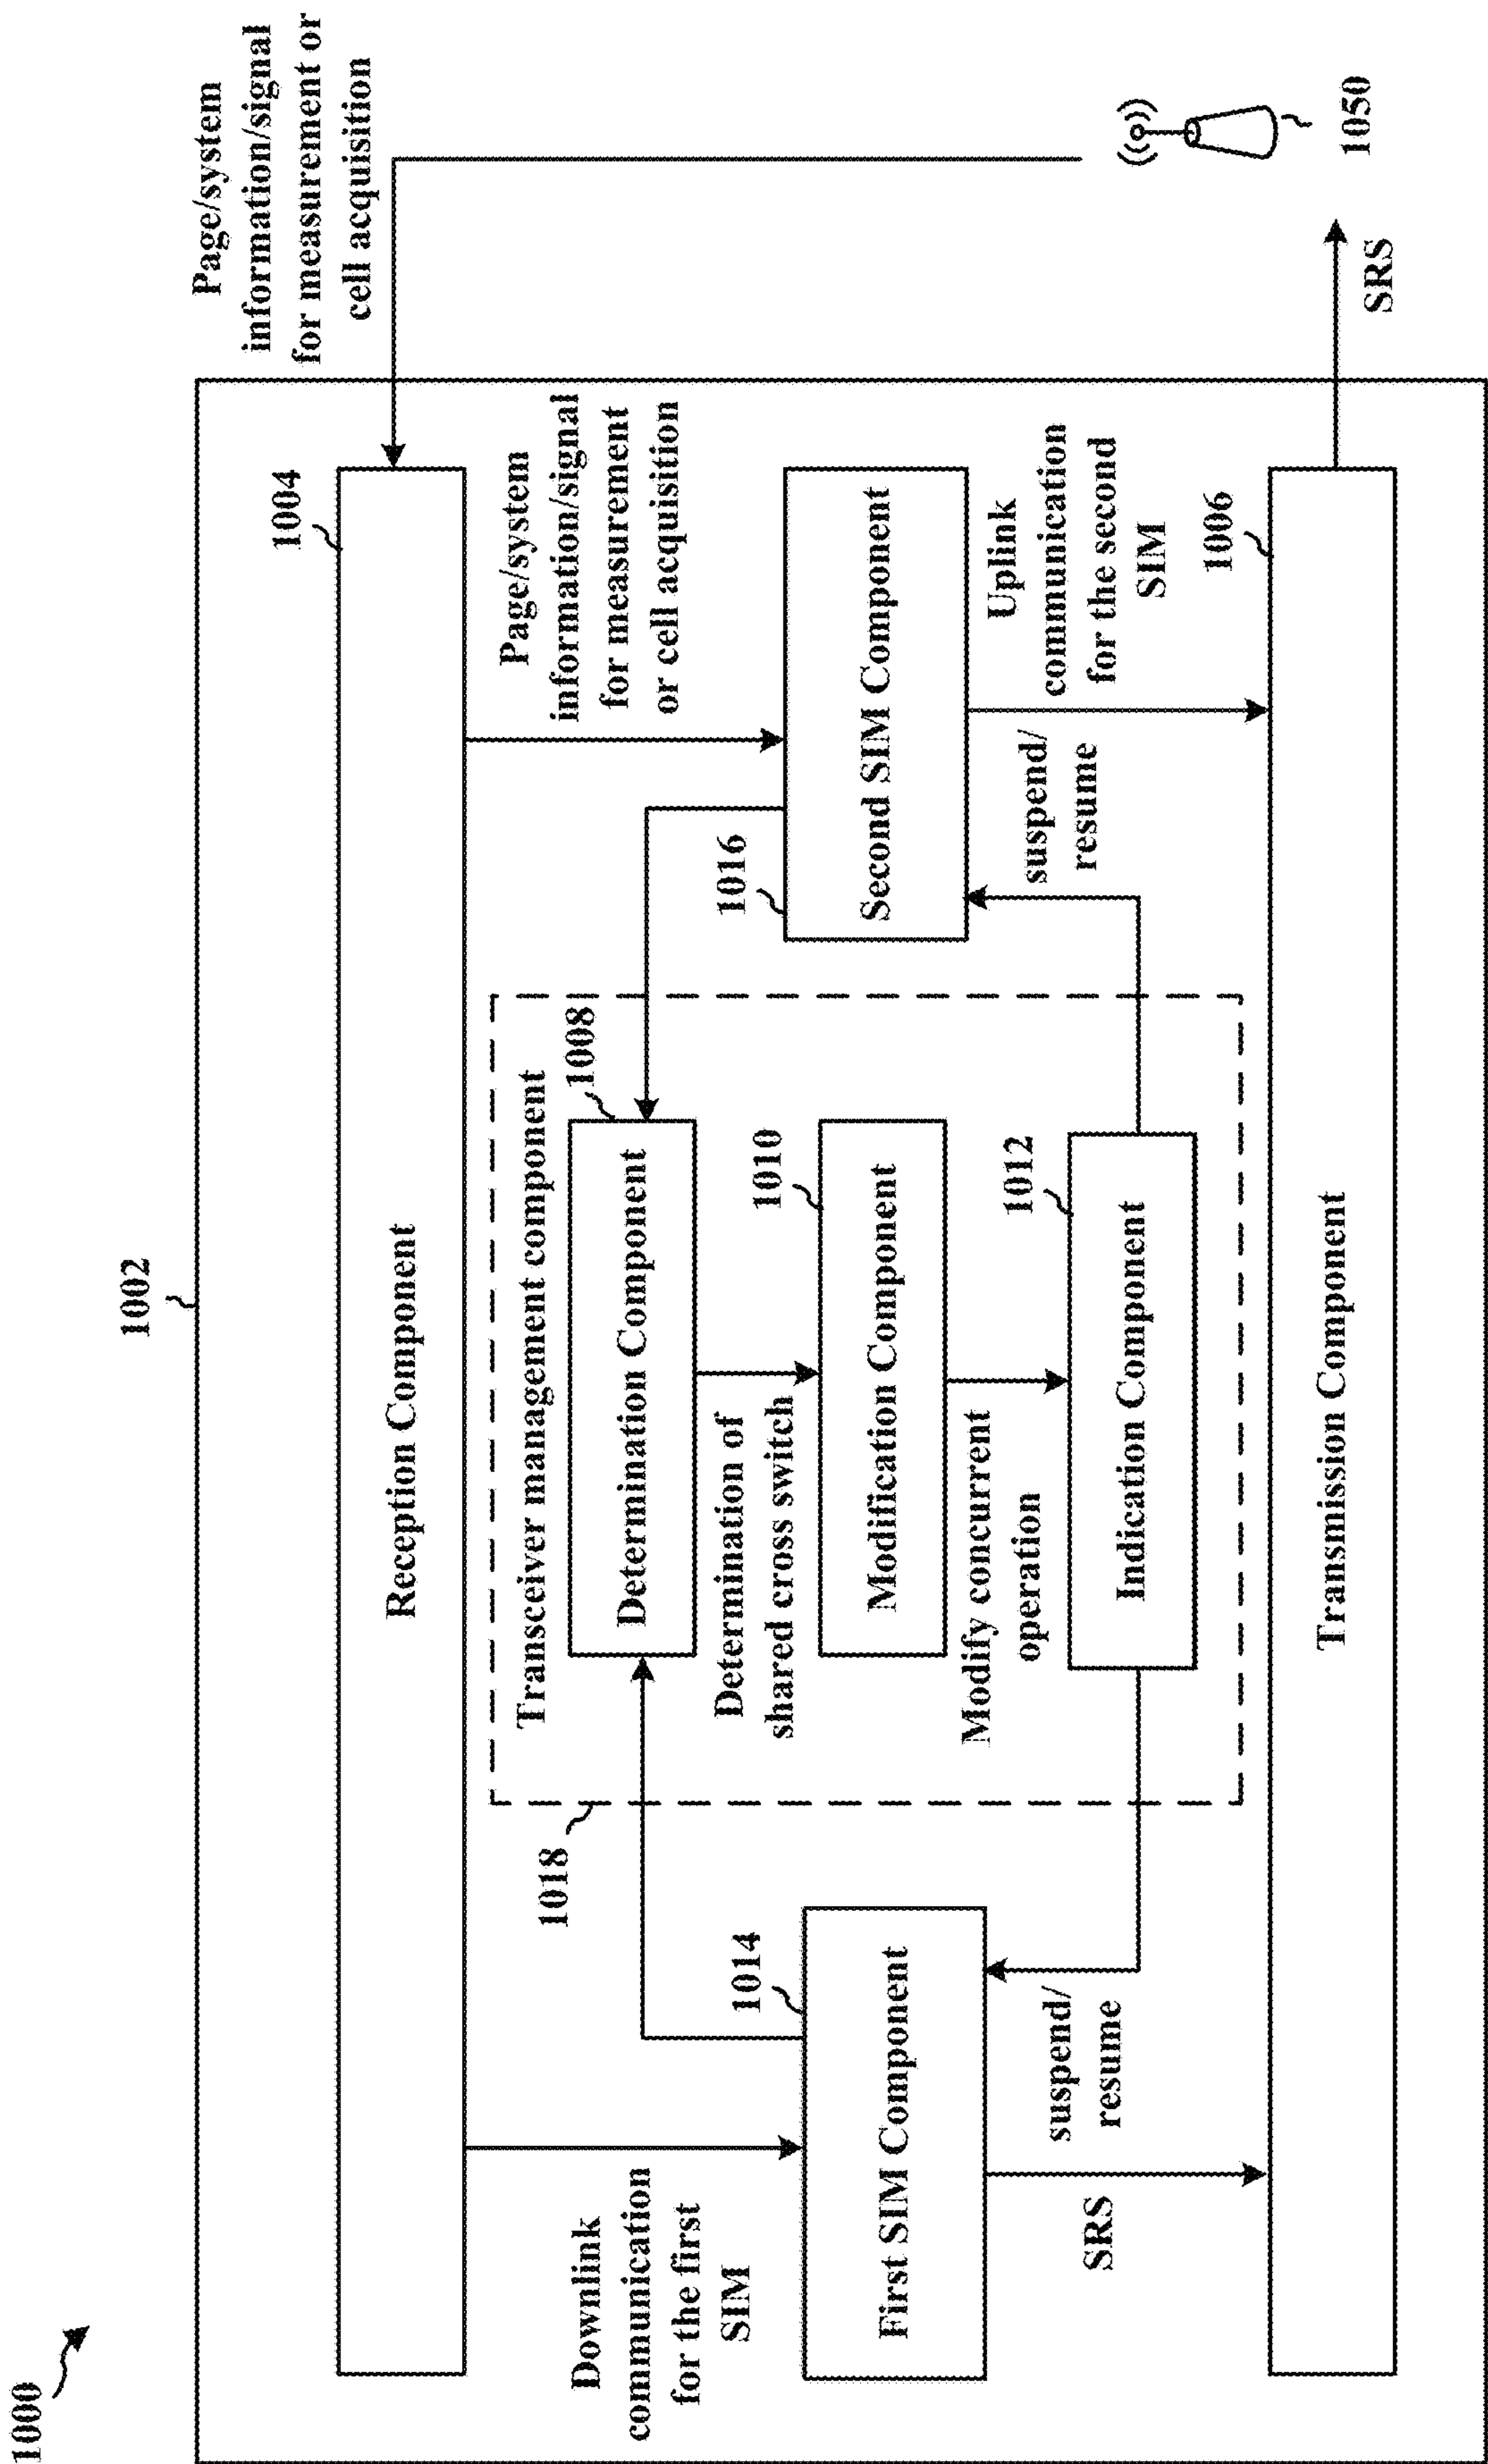 1000
1002
Page/system
information/signal
for measurement or
cell acquisition
1004
Reception Component
Downlink
communication
for the first
SIM
1018
Transceiver management component
1008
Determination Component
Page/system
information/signal
for measurement
or cell acquisition
Determination of
shared cross switch
1014
First SIM Component
1010
Modification Component
1016
Second SIM Component
Modify concurrent
operation
suspend/
resume
SRS
1012
Indication Component
suspend/
resume
Uplink
communication
for the second
SIM
1006
Transmission Component
SRS
1050